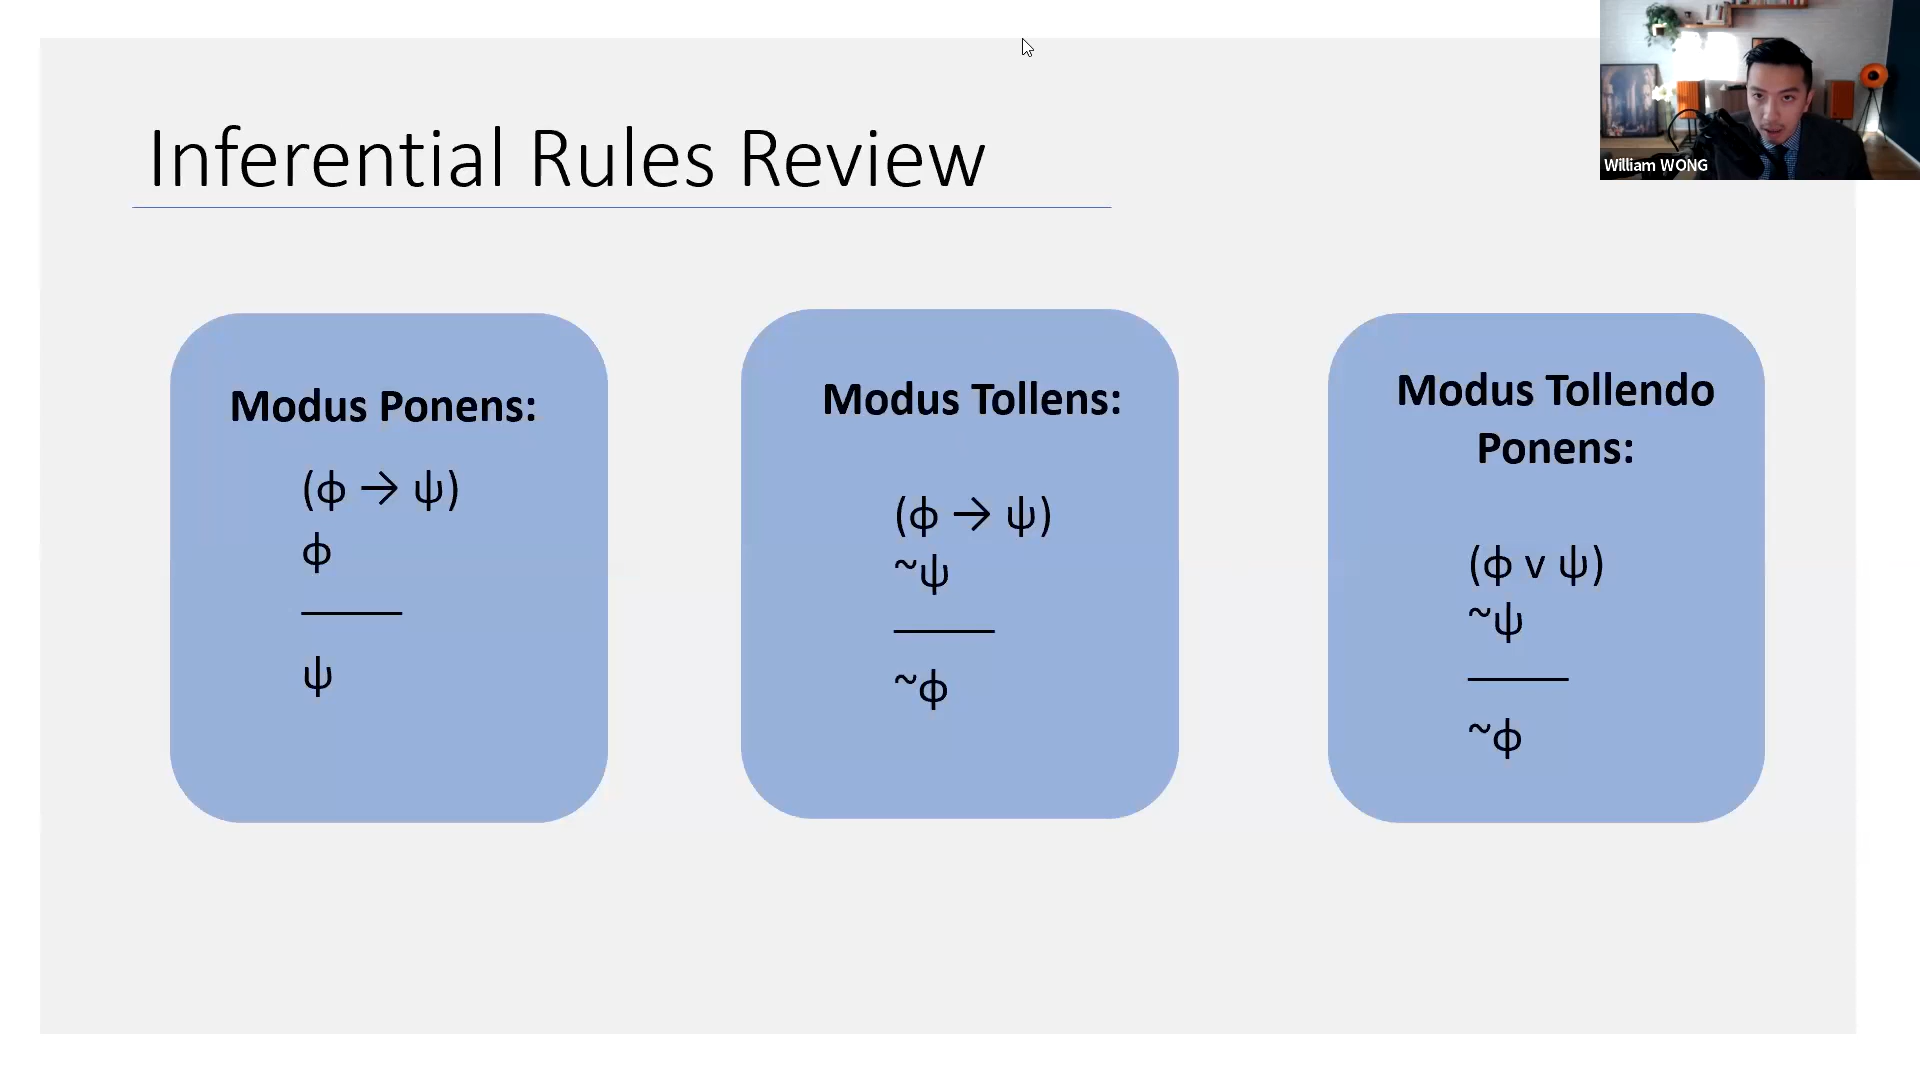 Inferential Rules Review
William WONG
Modus Ponens:
(ϕ → ψ)
ϕ
ψ
Modus Tollens:
(ϕ → ψ)
~ψ
~ϕ
Modus Tollendo
Ponens:
(ϕ v ψ)
~ψ
~ϕ